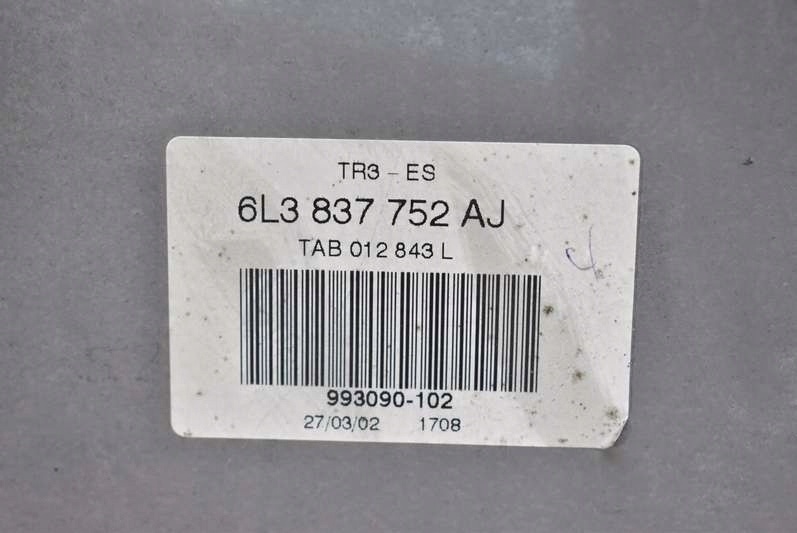 TR3 - ES
6L3 837 752 AJ
TAB 012 843 L
993090-102
27/03/02 1708